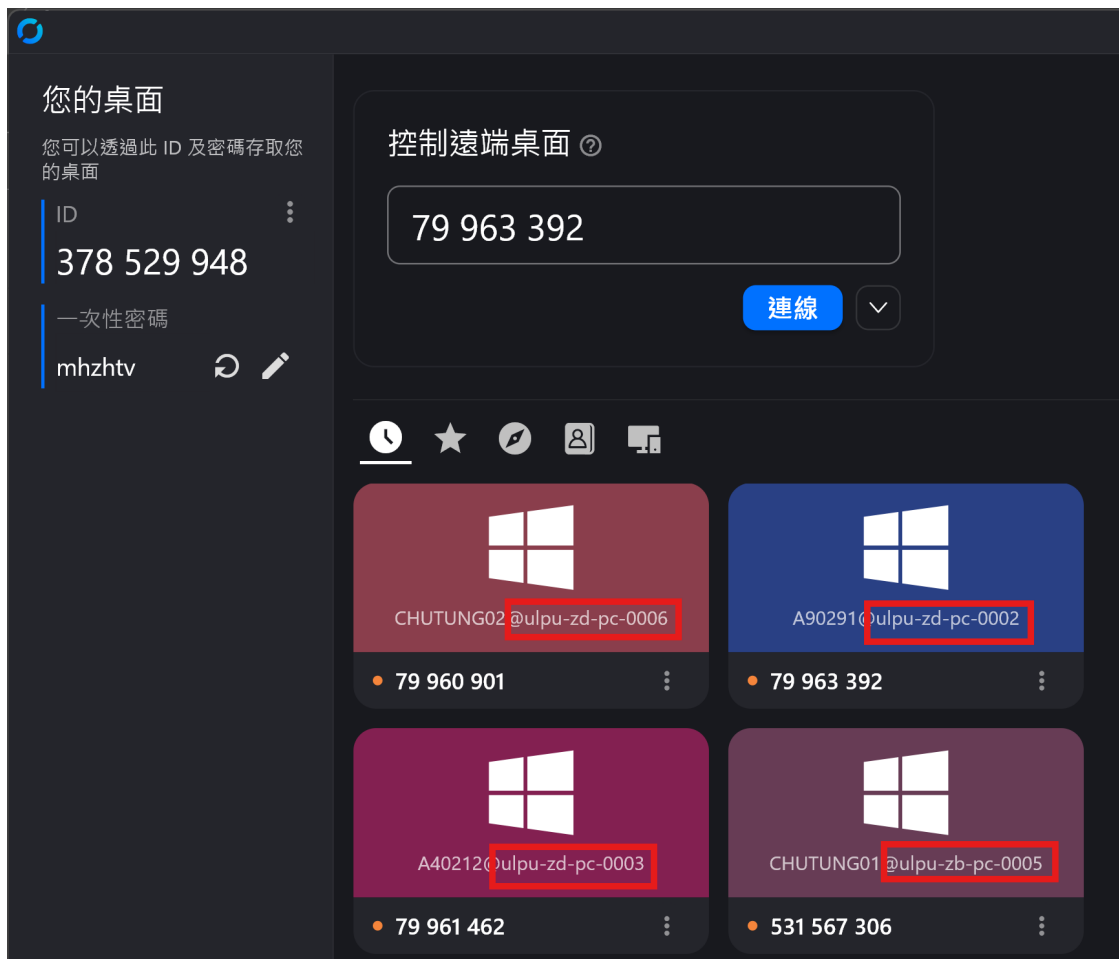 您的桌面
您可以透過此 ID 及密碼存取您
的桌面
ID
378 529 948
一次性密碼
mhzhtv
控制遠端桌面
79 963 392
連線
CHUTUNG02@ulpu-zd-pc-0006
79 960 901
A90291@ulpu-zd-pc-0002
79 963 392
A40212@ulpu-zd-pc-0003
79 961 462
CHUTUNG01@ulpu-zb-pc-0005
531 567 306